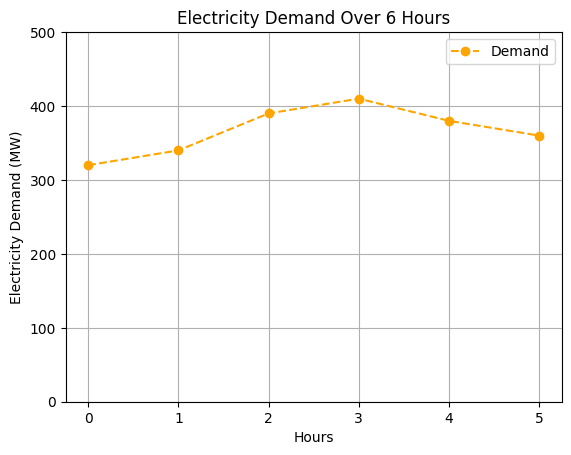 Electricity Demand Over 6 Hours
Demand
Electricity Demand (MW)
500
400
300
200
100
0
0 1 2 3 4 5
Hours